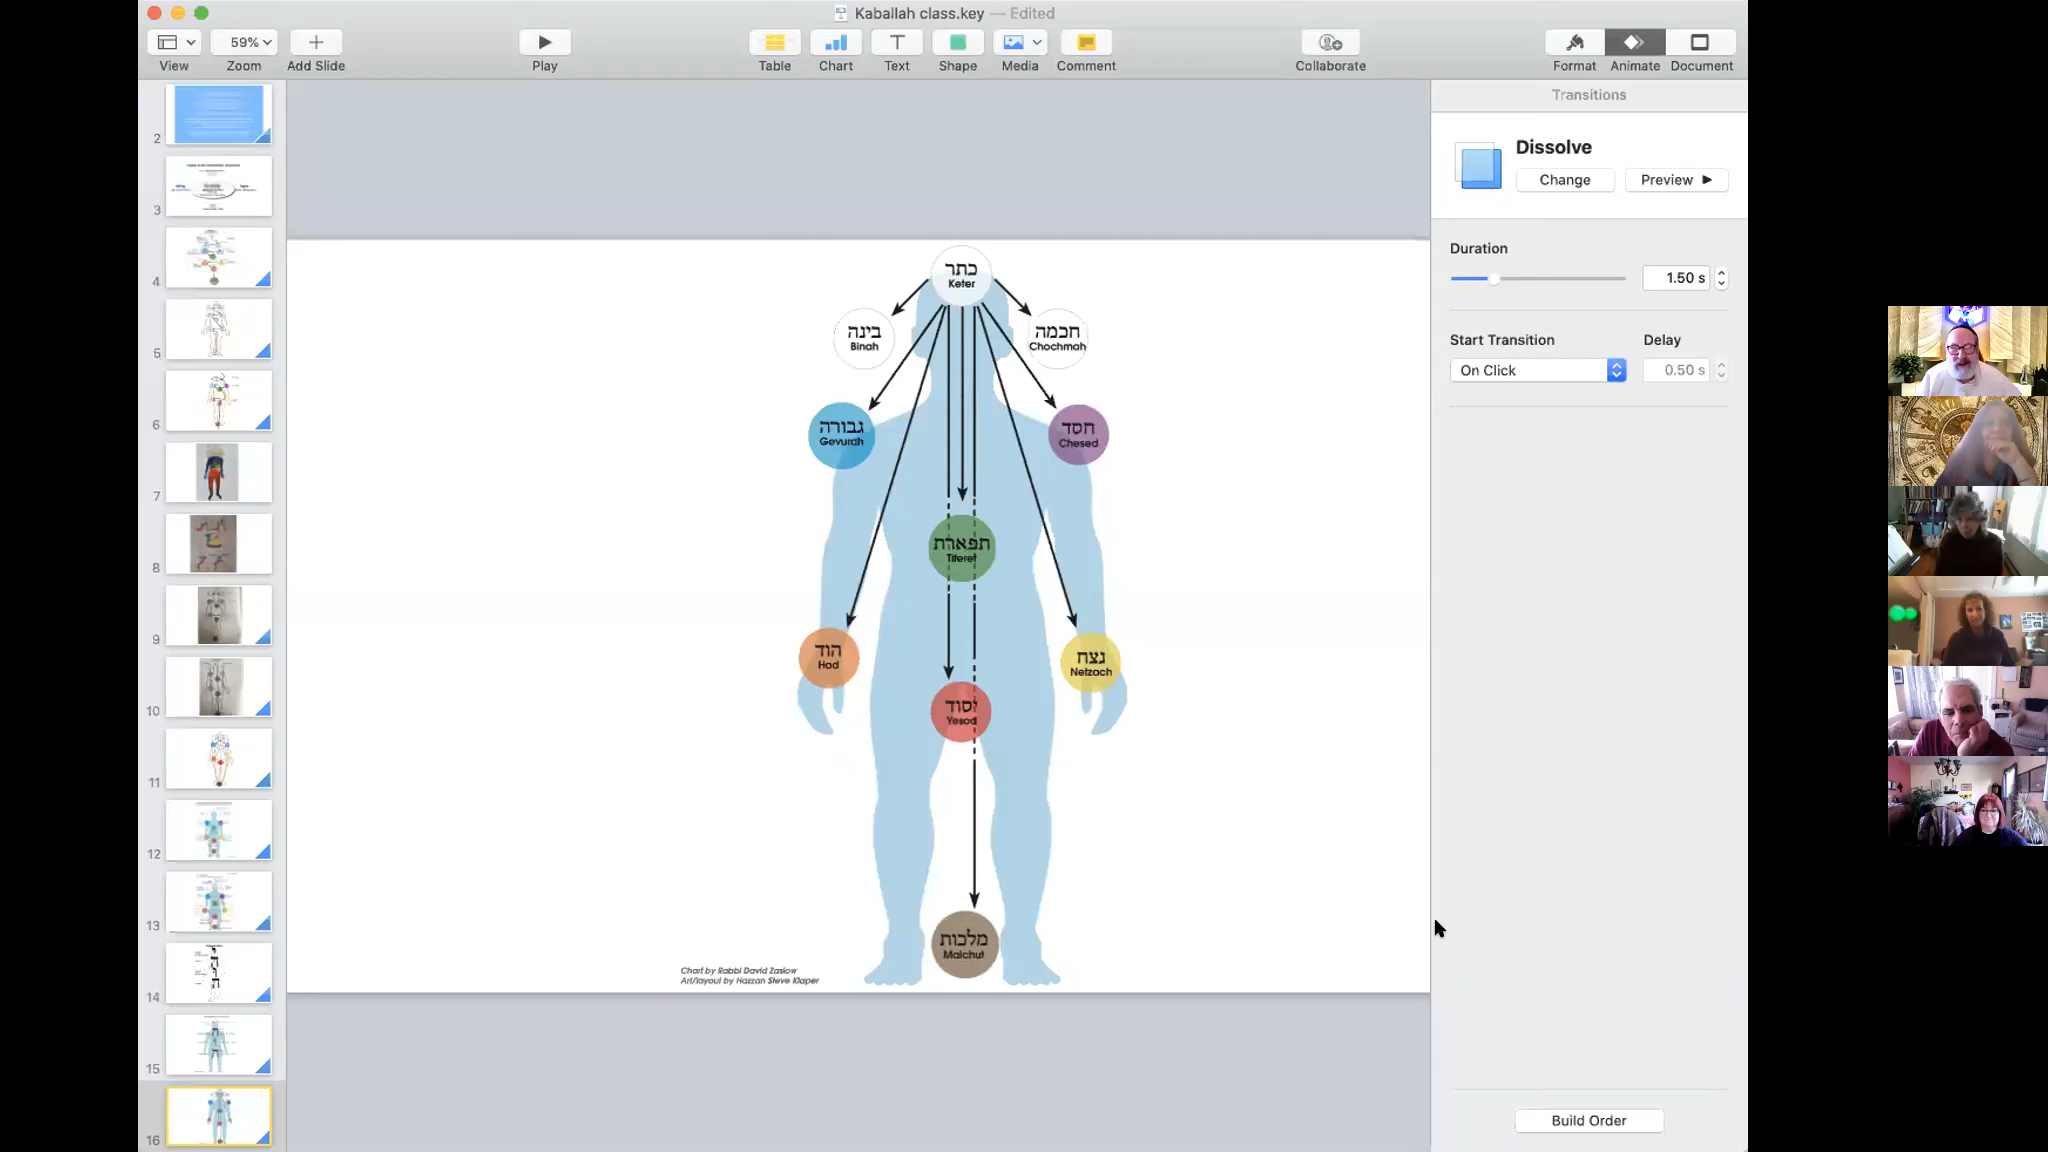 Kaballah class.key — Edited
59%
View
Zoom
Add Slide
Play
Table
Chart
Text
Shape
Media
Comment
Collaborate
Format
Animate
Document
2
3
4
5
6
7
8
9
10
11
12
13
14
15
16
כתר
Keter
בינה
Binah
חכמה
Chochmah
גבורה
Gevurah
חסד
Chesed
תפארת
Tiferet
הוד
Hod
נצח
Netzach
יסוד
Yesod
מלכות
Malchut
Chart by Rabbi David Zaslow
Art/layout by Hazzan Steve Klaper
Transitions
Dissolve
Change
Preview
Duration
1.50 s
Start Transition
Delay
On Click
0.50 s
Build Order